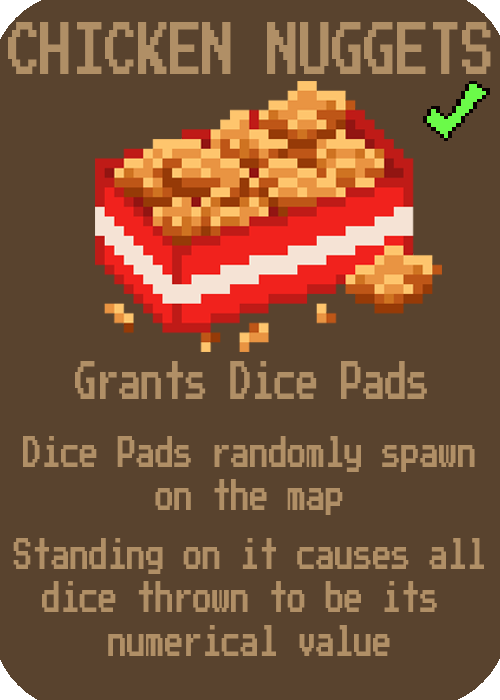 CHICKEN NUGGETS
Grants Dice Pads
Dice Pads randomly spawn
on the map
Standing on it causes all
dice thrown to be its
numerical value